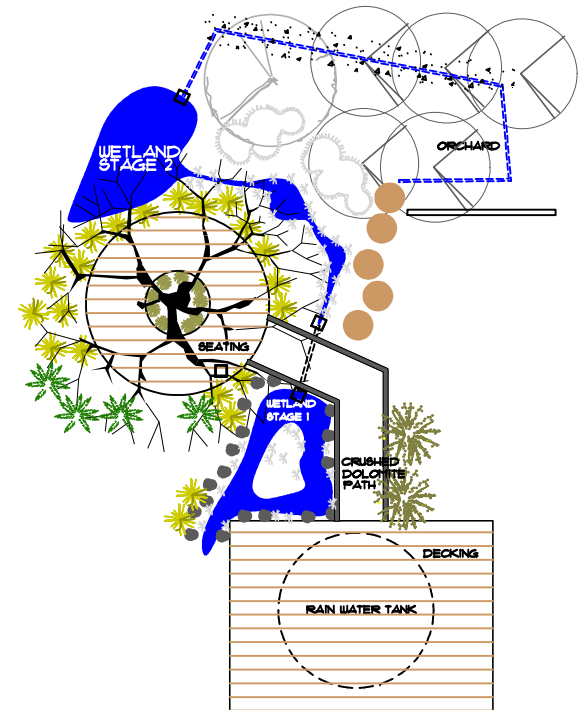 ORCHARD
WETLAND
STAGE 2
SEATING
WETLAND
STAGE 1
CRUSHED
DOLOMITE
PATH
DECKING
RAIN WATER TANK